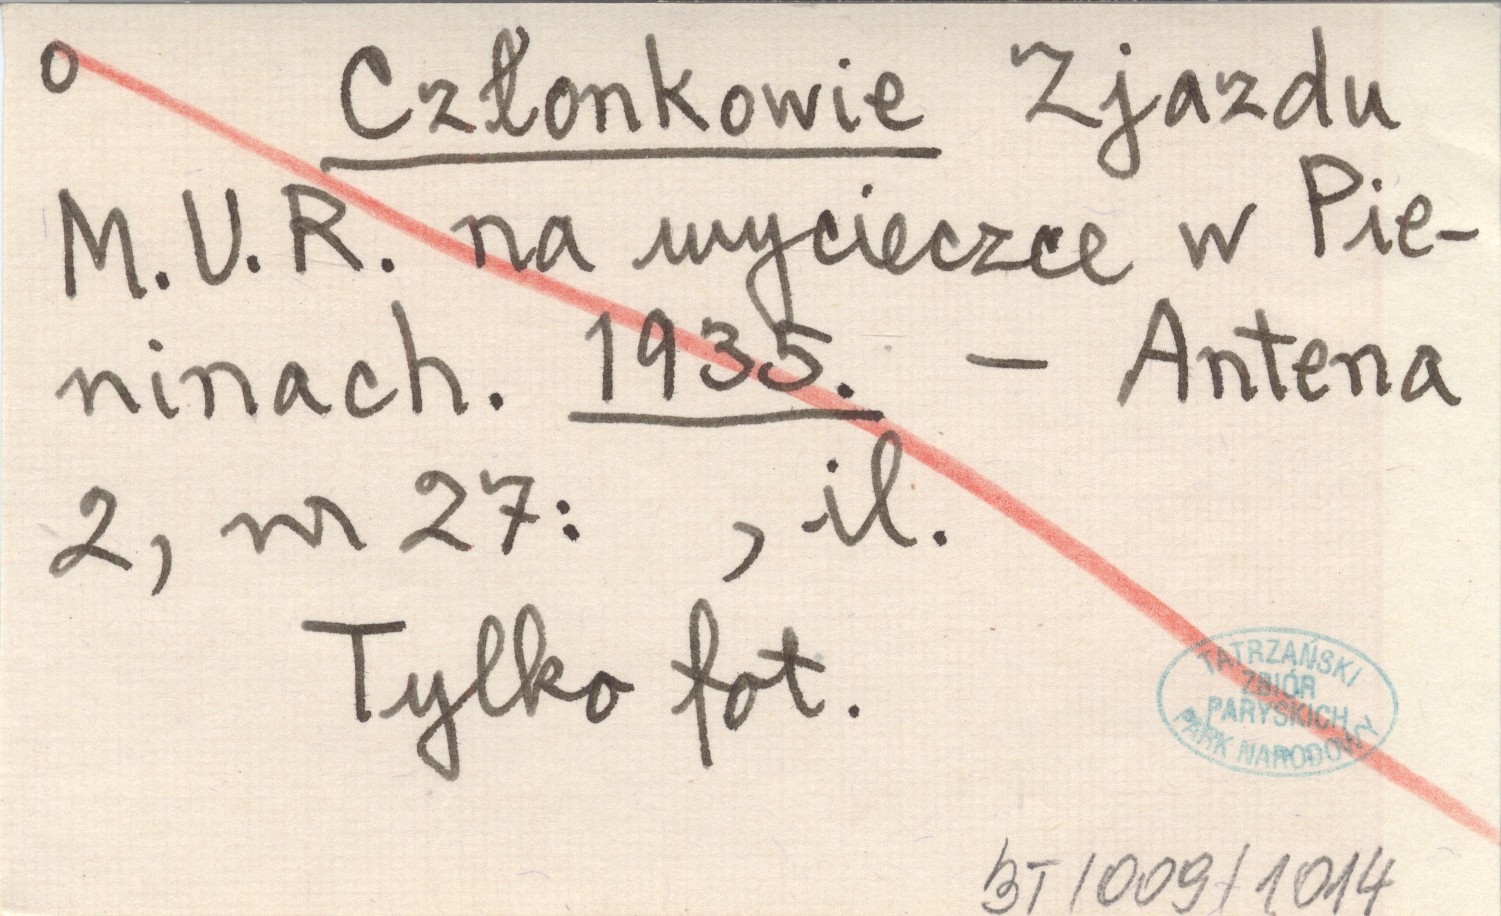 o Członkowie Zjazdu
M.U.R. na wycieczce w Pie-
ninach. 1935. – Antena
2, nr 27: , il.
Tylko fot.
TATRZAŃSKI
ZBIÓR
PARYSKICH
PARK NARODOWY
BT/009/1014